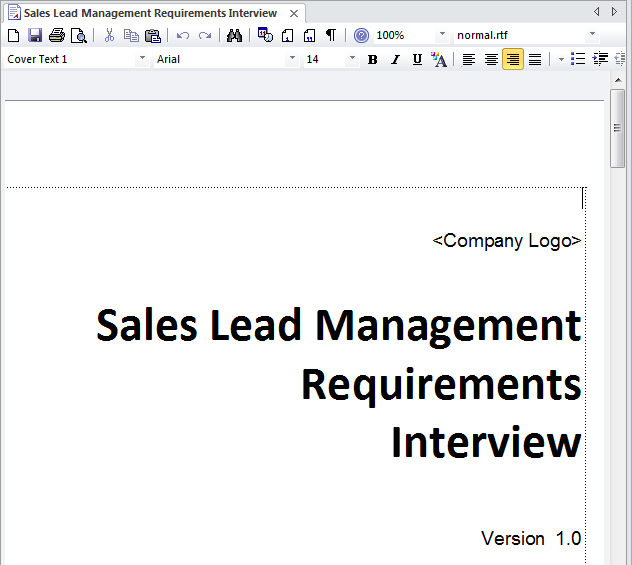 Sales Lead Management Requirements Interview
100% normal.rtf
Cover Text 1 Arial 14 B I U A
<Company Logo>
Sales Lead Management
Requirements
Interview
Version 1.0